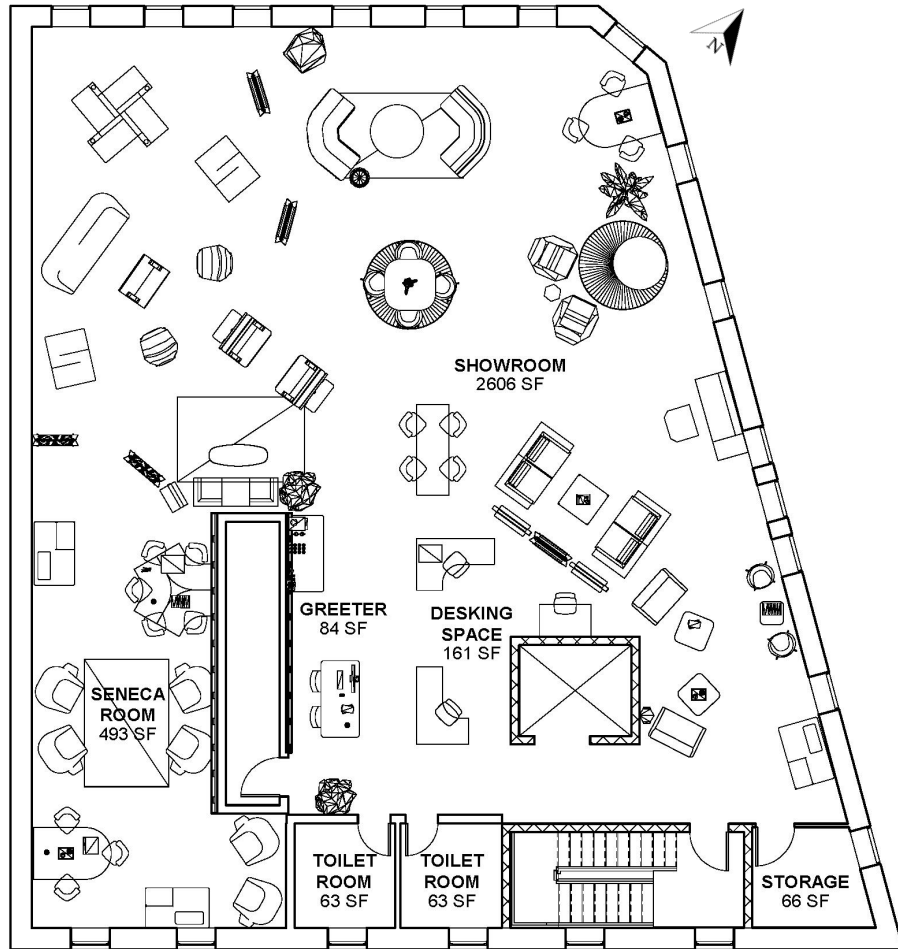 N
SHOWROOM
2606 SF
GREETER
84 SF
DESKING
SPACE
161 SF
SENECA
ROOM
493 SF
TOILET
ROOM
63 SF
TOILET
ROOM
63 SF
STORAGE
66 SF